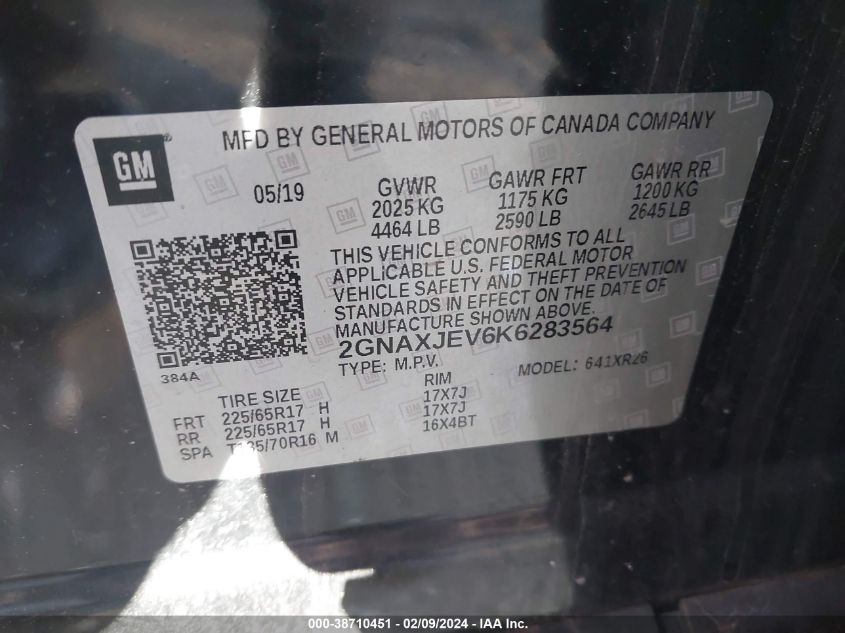 GM
MFD BY GENERAL MOTORS OF CANADA COMPANY
05/19
GVWR GAWR FRT GAWR RR
2025 KG 1175 KG 1200 KG
4464 LB 2590 LB 2645 LB
THIS VEHICLE CONFORMS TO ALL
APPLICABLE U.S. FEDERAL MOTOR
VEHICLE SAFETY AND THEFT PREVENTION
STANDARDS IN EFFECT ON THE DATE OF
MANUFACTURE SHOWN ABOVE.
2GNAXJEV6K6283564
TYPE: M.P.V. MODEL: 641XR26
384A
TIRE SIZE RIM
FRT 225/65R17 H 17X7J
RR 225/65R17 H 17X7J
SPA T135/70R16 M 16X4BT
000-38710451 - 02/09/2024 - IAA Inc.